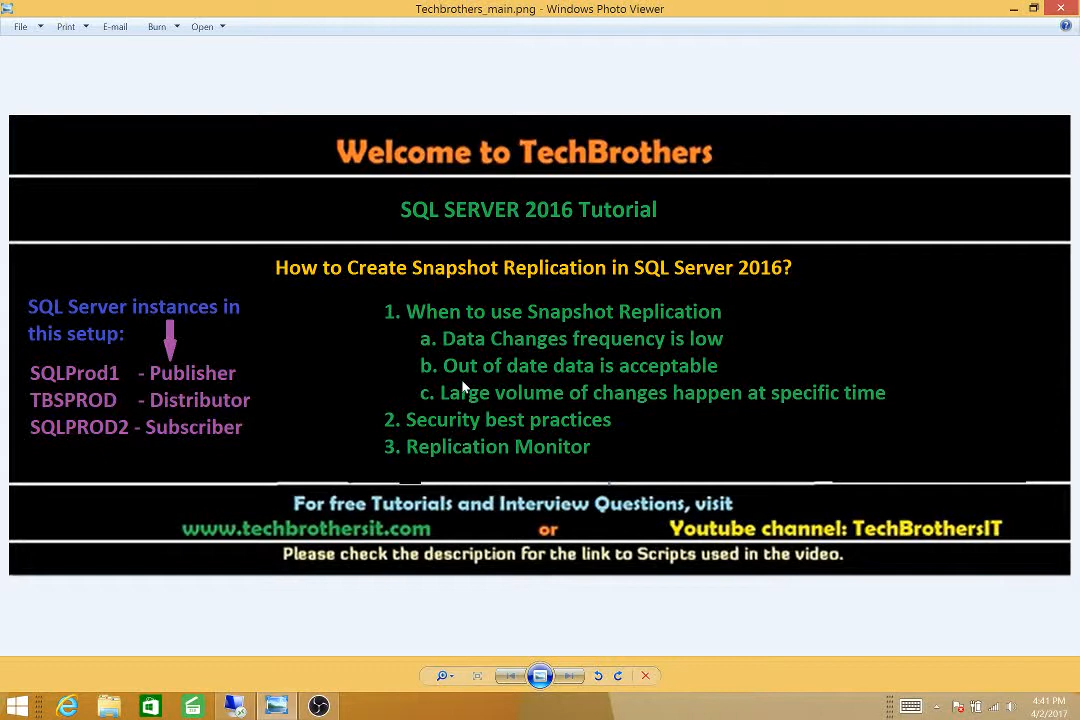 Techbrothers_main.png - Windows Photo Viewer
File Print E-mail Burn Open
Welcome to TechBrothers
SQL SERVER 2016 Tutorial
How to Create Snapshot Replication in SQL Server 2016?
SQL Server instances in
this setup:
SQLProd1 - Publisher
TBSPROD - Distributor
SQLPROD2 - Subscriber
1. When to use Snapshot Replication
a. Data Changes frequency is low
b. Out of date data is acceptable
c. Large volume of changes happen at specific time
2. Security best practices
3. Replication Monitor
For free Tutorials and Interview Questions, visit
www.techbrothersit.com or Youtube channel: TechBrothersIT
Please check the description for the link to Scripts used in the video.
4:41 PM
4/2/2017